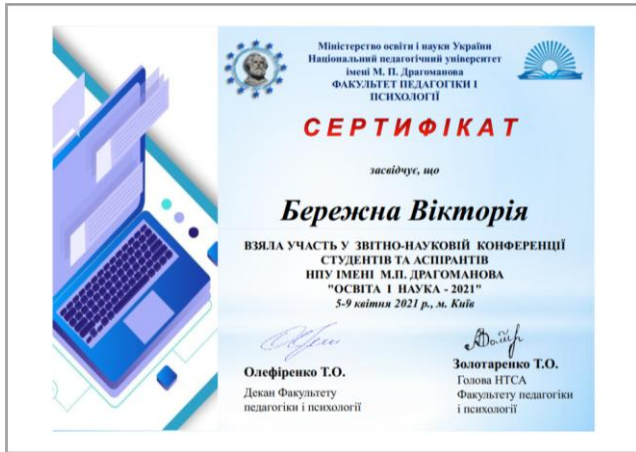 Міністерство освіти і науки України
Національний педагогічний університет
імені М. П. Драгоманова
ФАКУЛЬТЕТ ПЕДАГОГІКИ І
ПСИХОЛОГІЇ
СЕРТИФІКАТ
засвідчує, що
Бережна Вікторія
ВЗЯЛА УЧАСТЬ У ЗВІТНО-НАУКОВІЙ КОНФЕРЕНЦІЇ
СТУДЕНТІВ ТА АСПІРАНТІВ
НПУ ІМЕНІ М.П. ДРАГОМАНОВА
"ОСВІТА І НАУКА - 2021"
5-9 квітня 2021 р., м. Київ
Олефіренко Т.О.
Декан Факультету
педагогіки і психології
Золотаренко Т.О.
Голова НТСА
Факультету педагогіки
і психології